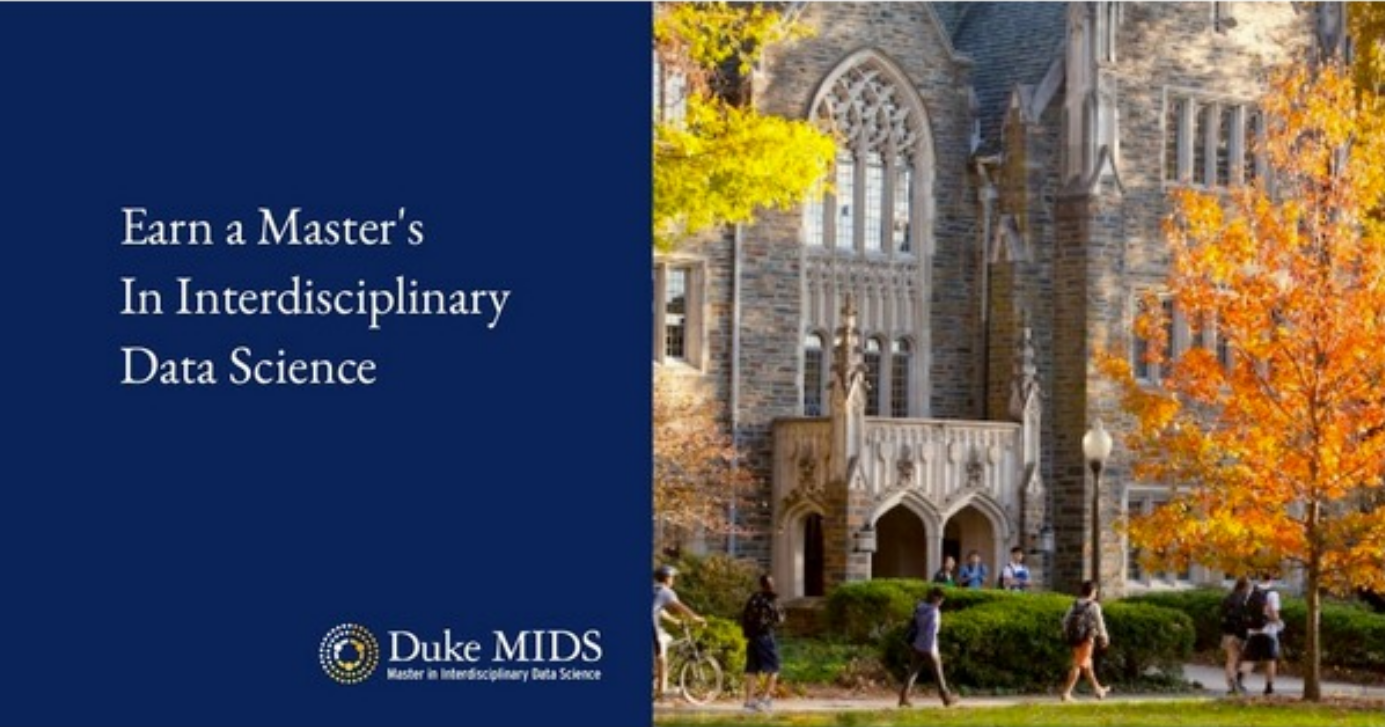 Earn a Master's
In Interdisciplinary
Data Science
Duke MIDS
Master in Interdisciplinary Data Science